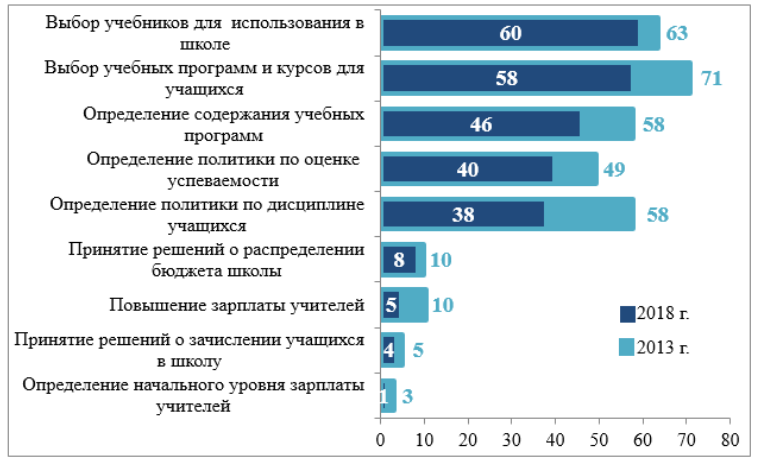 Выбор учебников для использования в
школе
60 63
Выбор учебных программ и курсов для
учащихся
58 71
Определение содержания учебных
программ
46 58
Определение политики по оценке
успеваемости
40 49
Определение политики по дисциплине
учащихся
38 58
Принятие решений о распределении
бюджета школы
8 10
Повышение зарплаты учителей
5 10
Принятие решений о зачислении учащихся
в школу
4 5
Определение начального уровня зарплаты
учителей
1 3
2018 г.
2013 г.
0 10 20 30 40 50 60 70 80